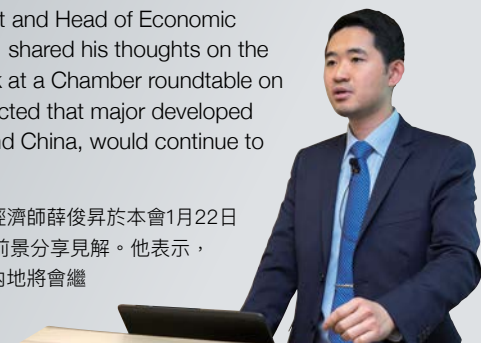 t and Head of Economic
shared his thoughts on the
k at a Chamber roundtable on
cted that major developed
nd China, would continue to
經濟師薛俊昇於本會1月22日
前景分享見解。他表示，
內地將會繼